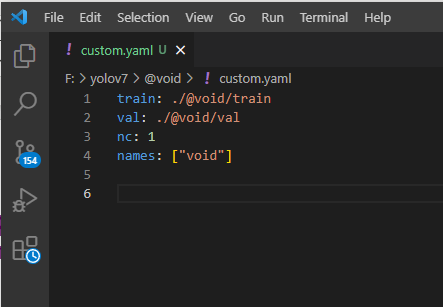 File Edit Selection View Go Run Terminal Help
! custom.yaml U ×
F: > yolov7 > @void > ! custom.yaml
1 train: ./@void/train
2 val: ./@void/val
3 nc: 1
4 names: ["void"]
5
6
154